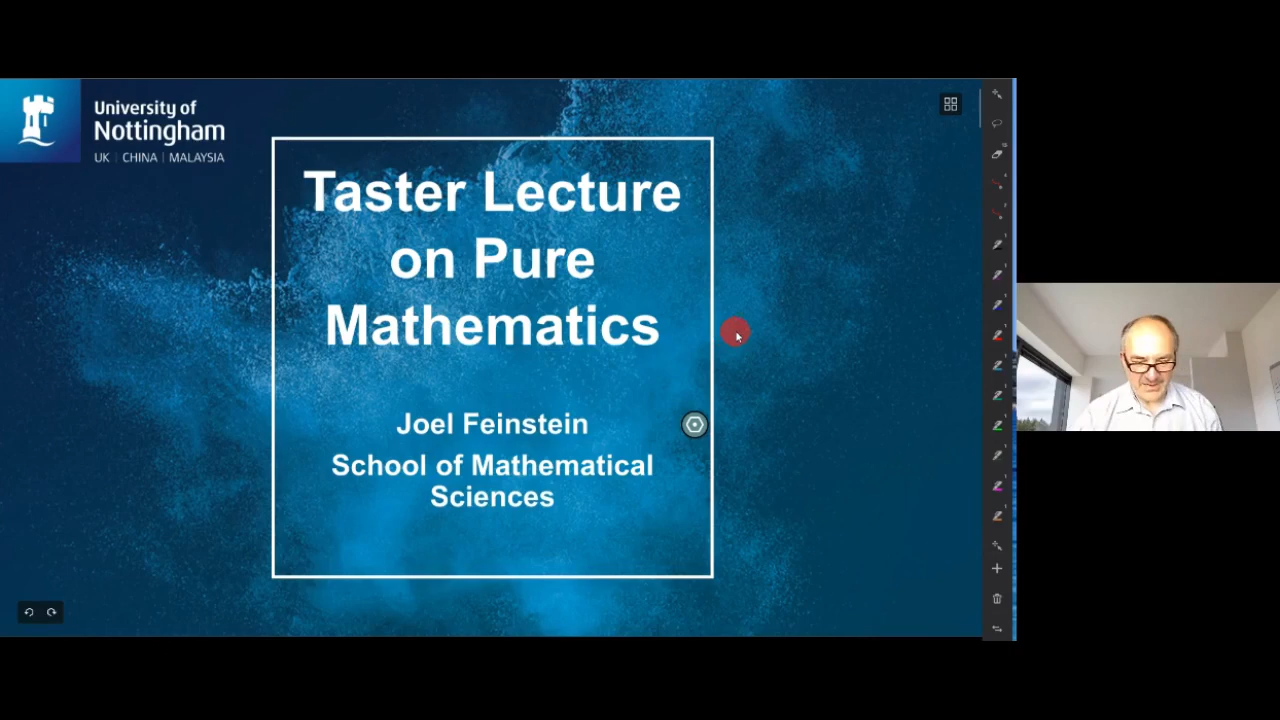 University of
Nottingham
UK | CHINA | MALAYSIA
Taster Lecture
on Pure
Mathematics
Joel Feinstein
School of Mathematical
Sciences